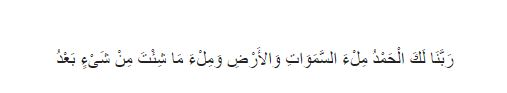 رَبَّنَا لَكَ الْحَمْدُ مِلْءَ السَّمَوَاتِ وَالأَرْضِ وَمِلْءَ مَا شِئْتَ مِنْ شَىْءٍ بَعْدُ